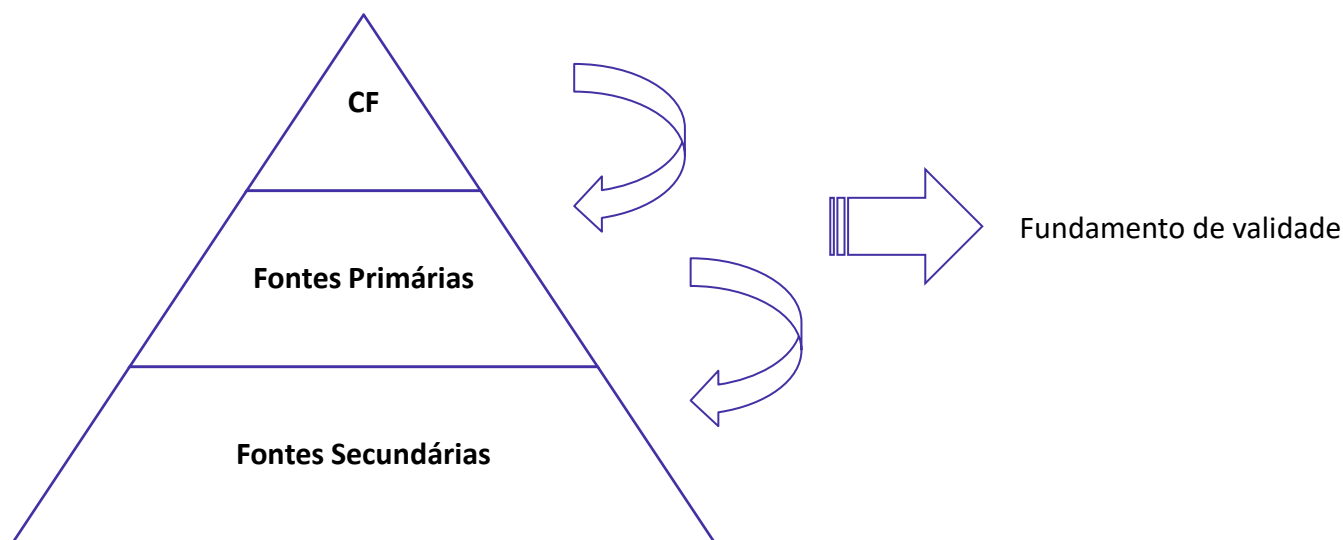 CF
Fundamento de validade
Fontes Primárias
Fontes Secundárias